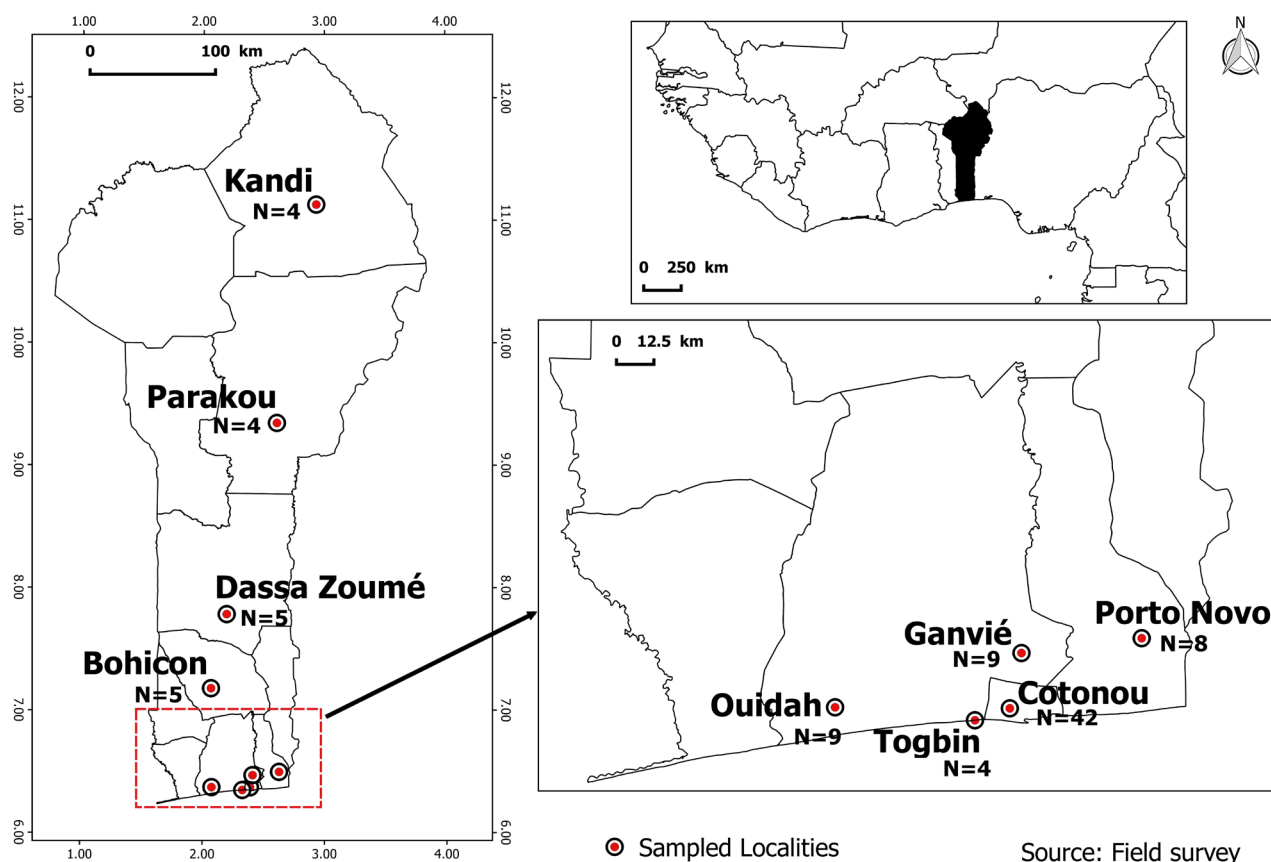 1.00 2.00 3.00 4.00
0 100 km
12.00 12.00
Kandi
N=4
11.00 11.00
10.00 10.00
Parakou
N=4
9.00 9.00
Dassa Zoumé
N=5
8.00 8.00
Bohicon
N=5
7.00 7.00
6.00 6.00
1.00 2.00 3.00 4.00
N
0 250 km
0 12.5 km
Porto Novo
N=8
Ganvié
N=9
Cotonou
N=42
Ouidah
N=9
Togbin
N=4
Sampled Localities
Source: Field survey